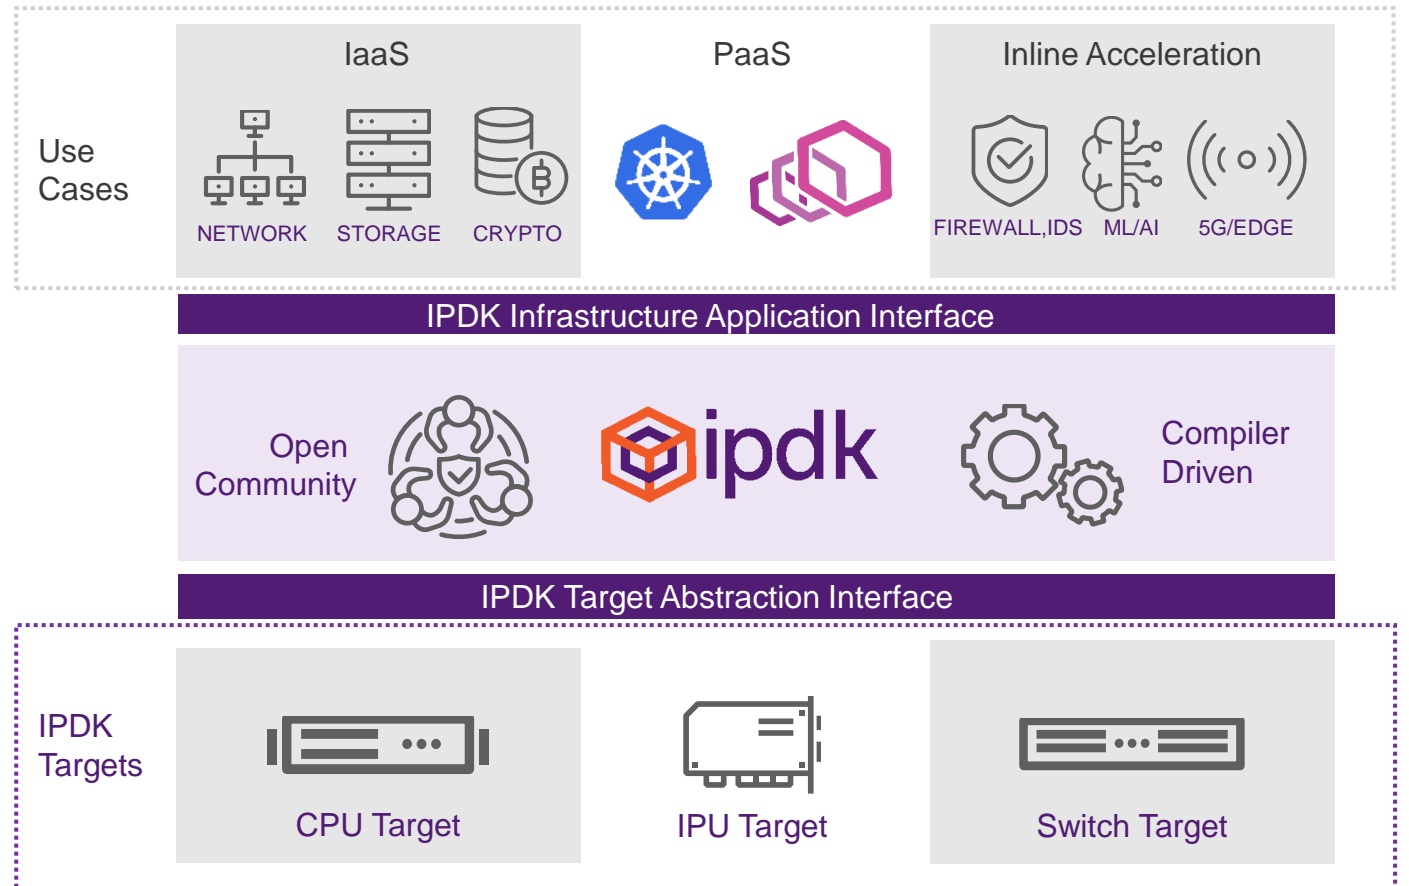 IaaS
PaaS
Inline Acceleration
Use
Cases
NETWORK
STORAGE
CRYPTO
FIREWALL,IDS
ML/AI
5G/EDGE
IPDK Infrastructure Application Interface
Open
Community
ipdk
Compiler
Driven
IPDK Target Abstraction Interface
IPDK
Targets
CPU Target
IPU Target
Switch Target